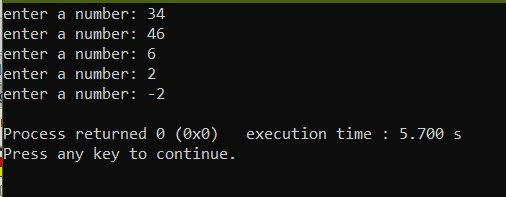 enter a number: 34
enter a number: 46
enter a number: 6
enter a number: 2
enter a number: -2
Process returned 0 (0x0)   execution time : 5.700 s
Press any key to continue.